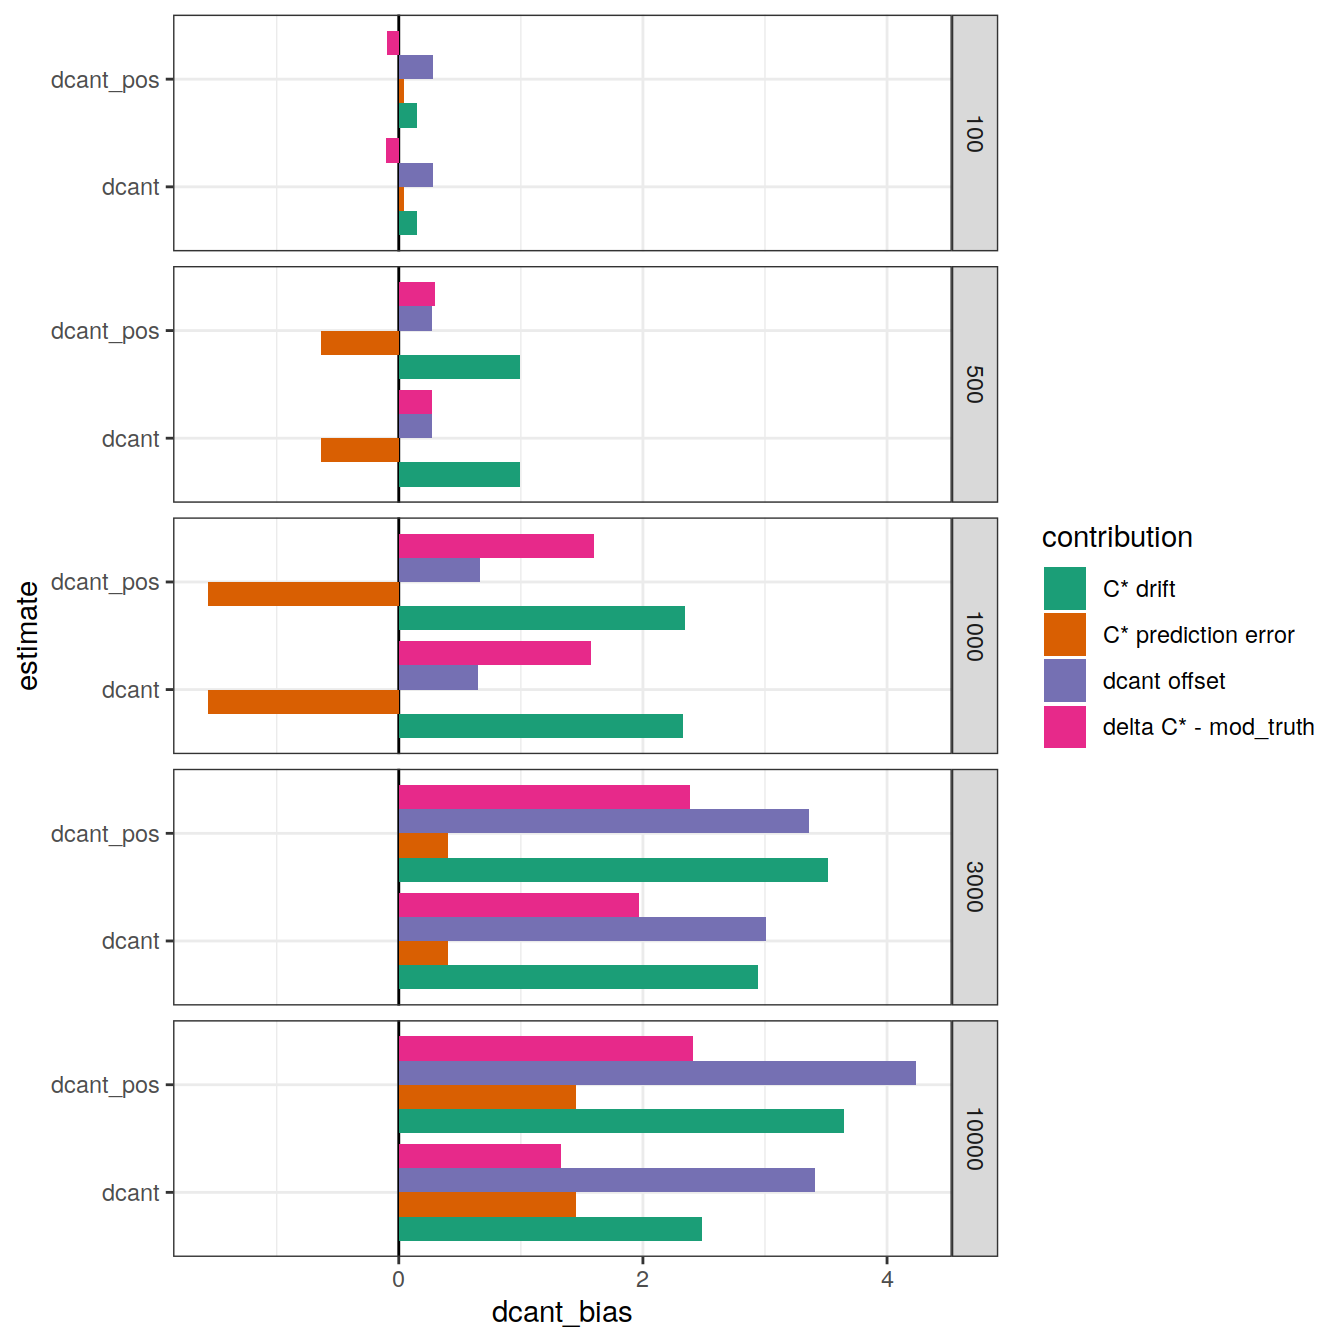 dcant_pos
dcant
100
dcant_pos
dcant
500
dcant_pos
dcant
1000
dcant_pos
dcant
3000
dcant_pos
dcant
10000
estimate
0
2
4
dcant_bias
contribution
C* drift
C* prediction error
dcant offset
delta C* - mod_truth